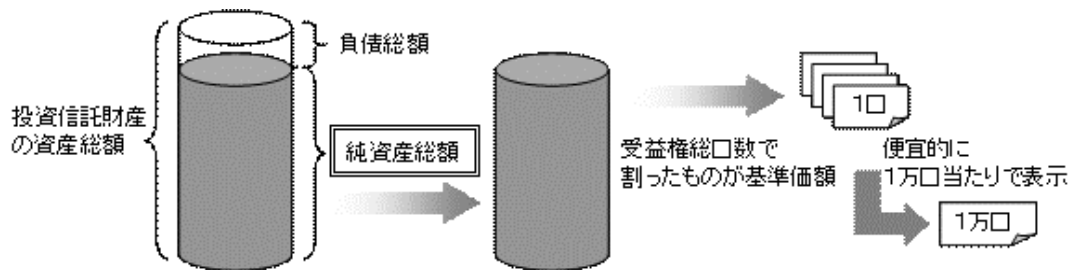 負債総額
投資信託財産
の資産総額
純資産総額
受益権総口数で
割ったものが基準価額
1口
便宜的に
1万口当たりで表示
1万口